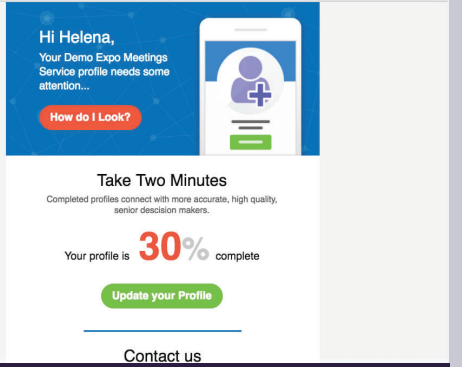 Hi Helena,
Your Demo Expo Meetings
Service profile needs some
attention...
How do I Look?
Take Two Minutes
Completed profiles connect with more accurate, high quality,
senior descision makers.
Your profile is 30% complete
Update your Profile
Contact us